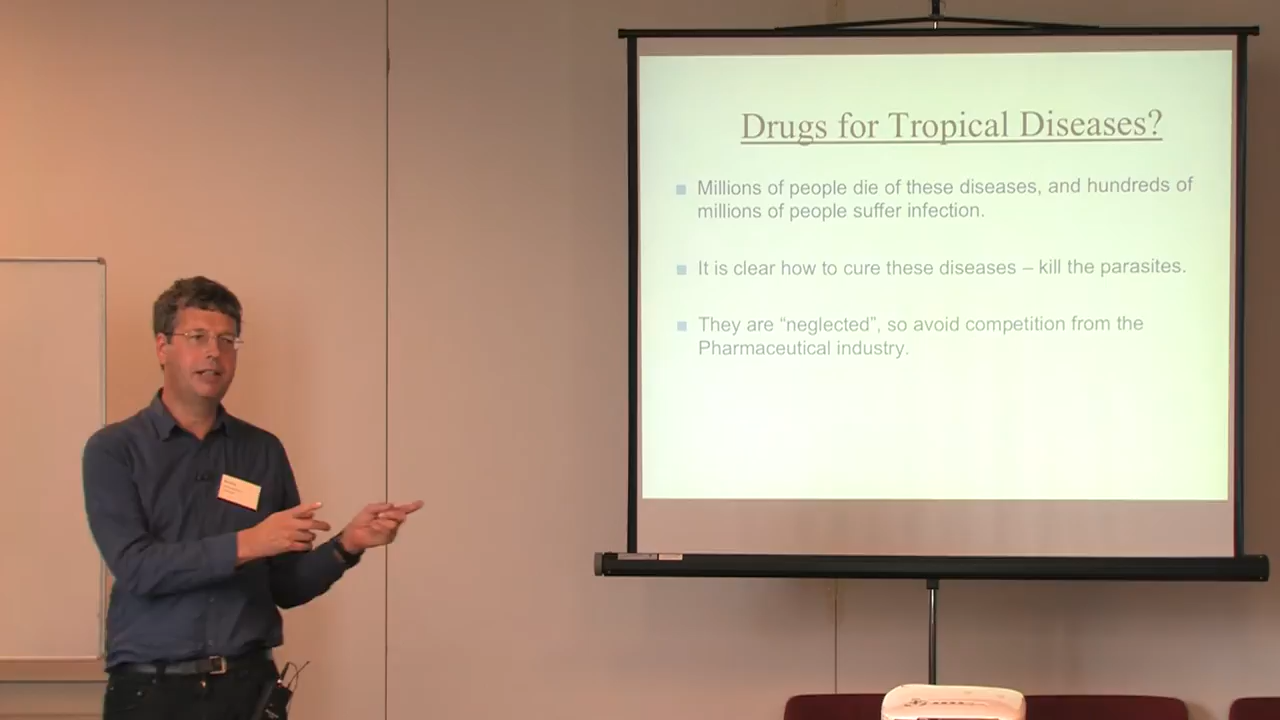 Drugs for Tropical Diseases?
Millions of people die of these diseases, and hundreds of
millions of people suffer infection.
It is clear how to cure these diseases – kill the parasites.
They are “neglected”, so avoid competition from the
Pharmaceutical industry.